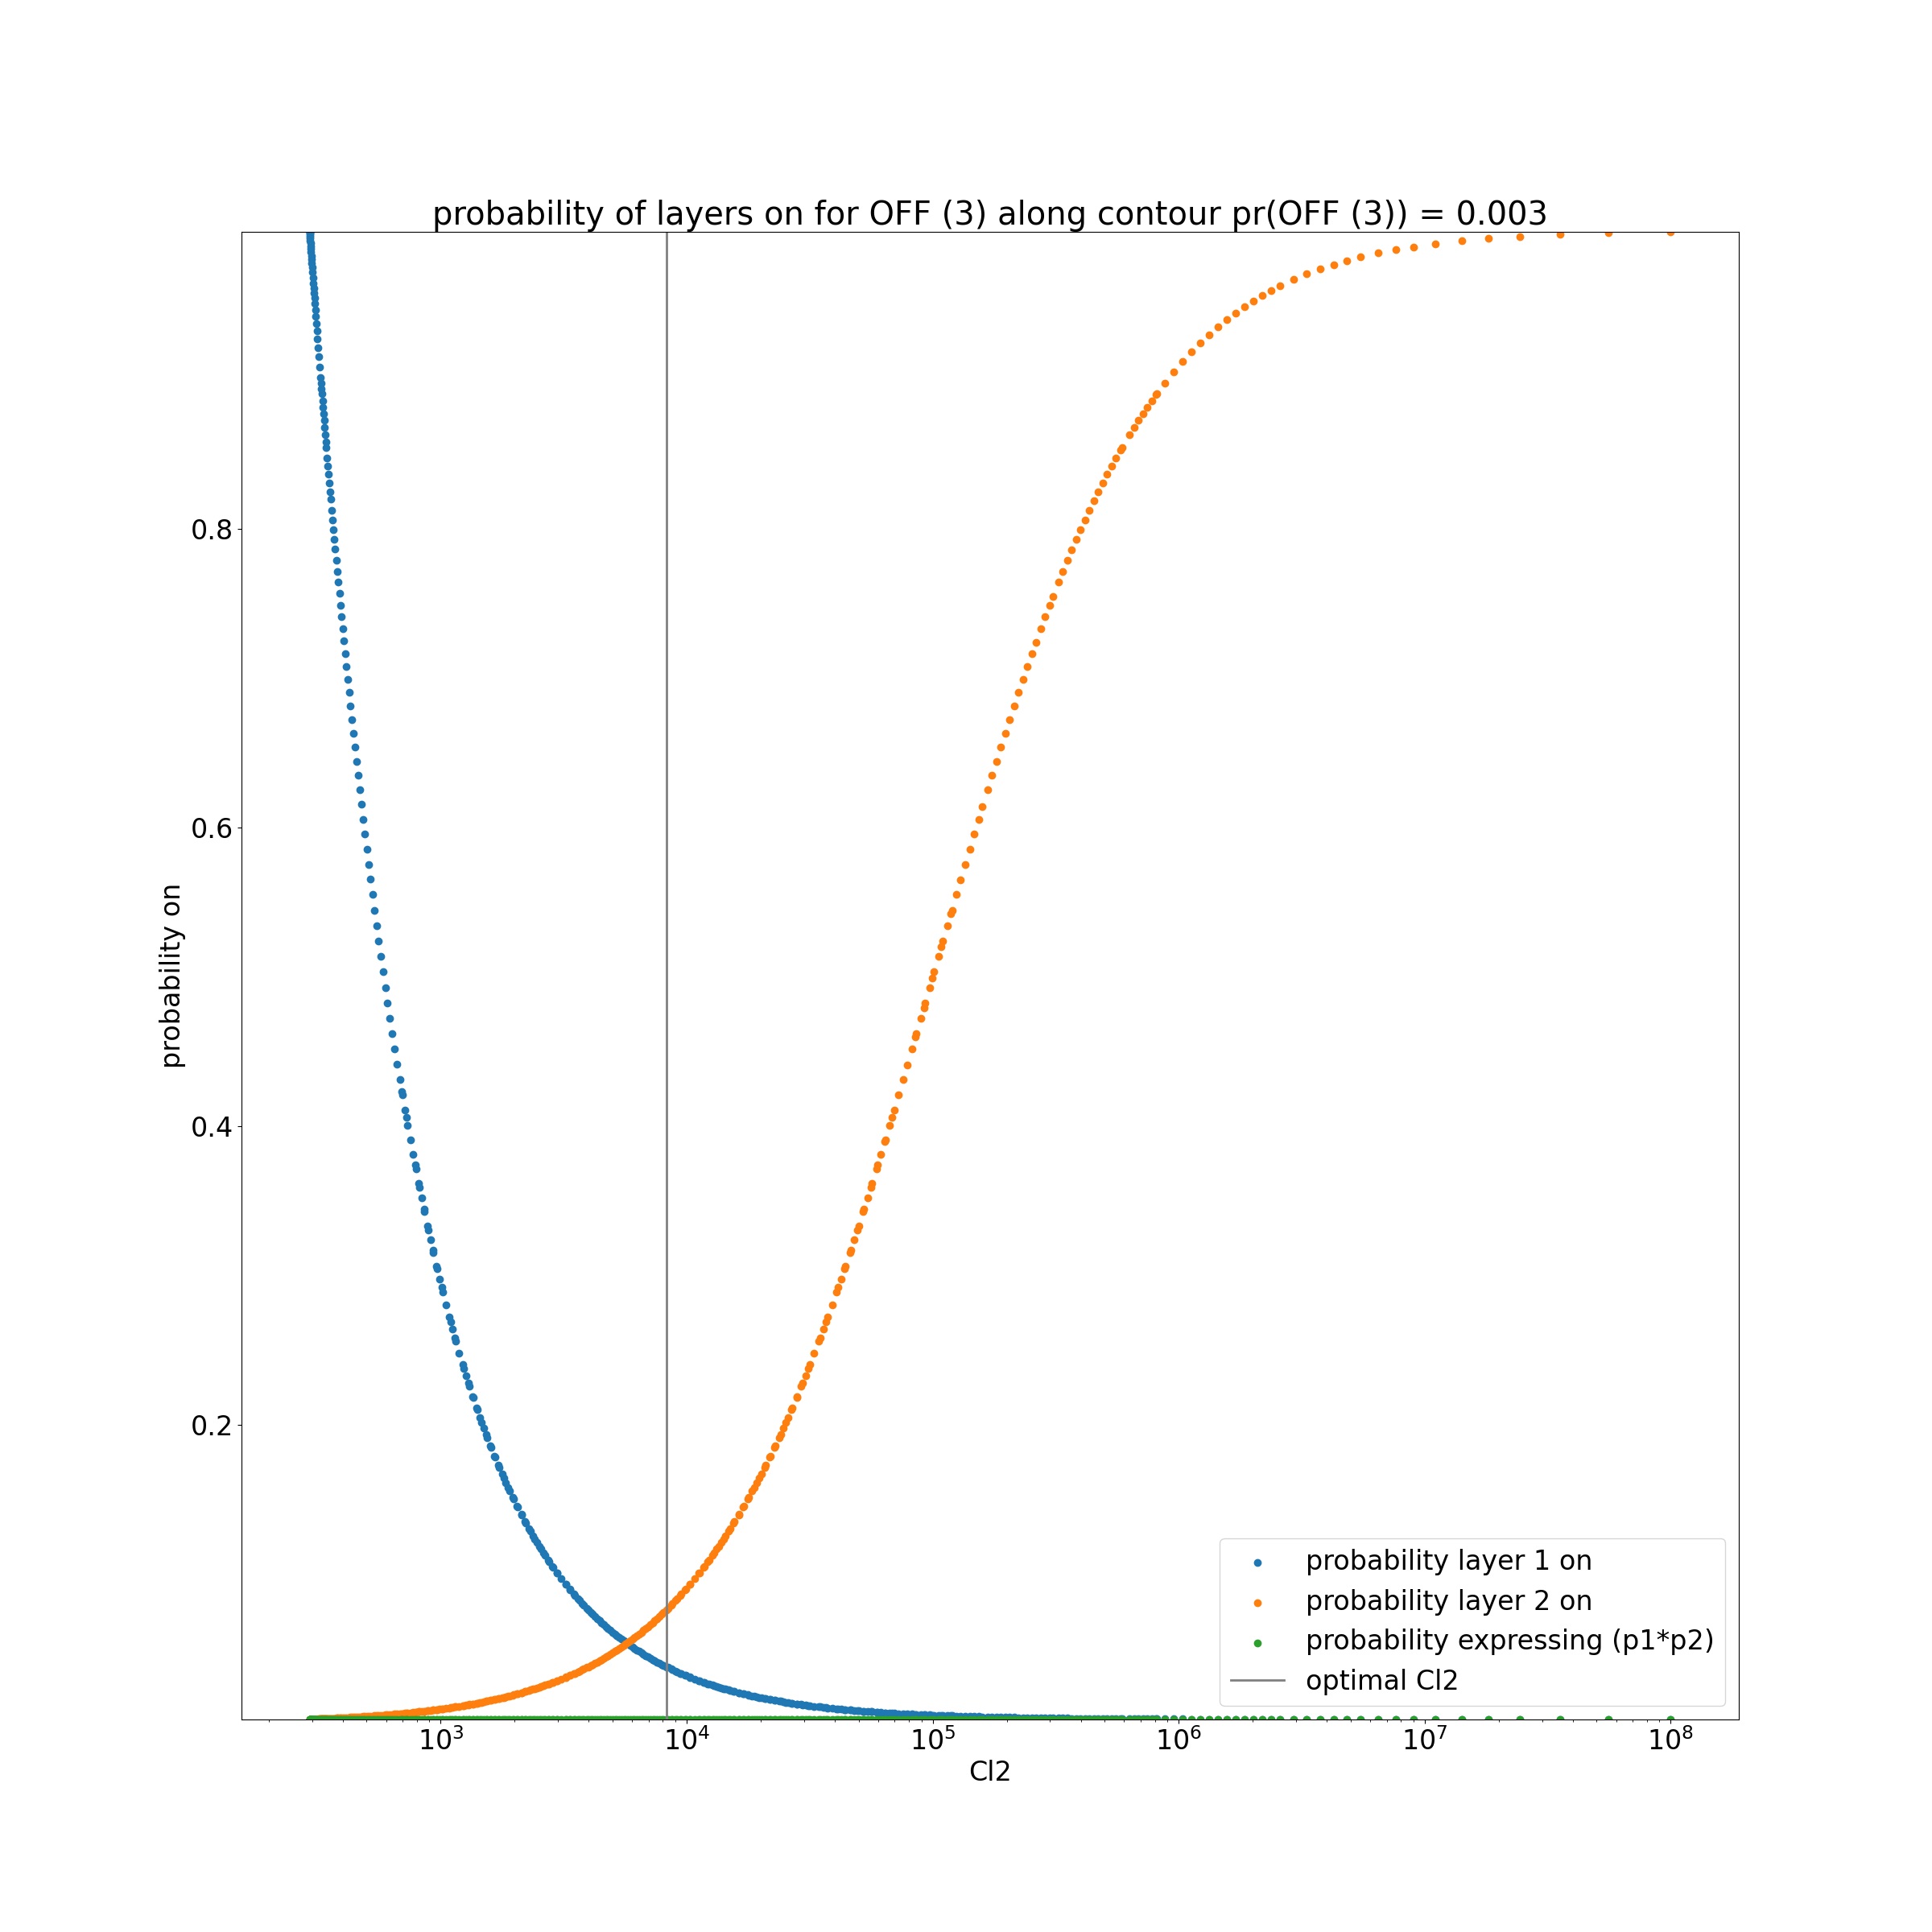 probability of layers on for OFF (3) along contour pr(OFF (3)) = 0.003
probability on
0.8
0.6
0.4
0.2
10³
10⁴
10⁵
10⁶
10⁷
10⁸
Cl2
probability layer 1 on
probability layer 2 on
probability expressing (p1*p2)
optimal Cl2